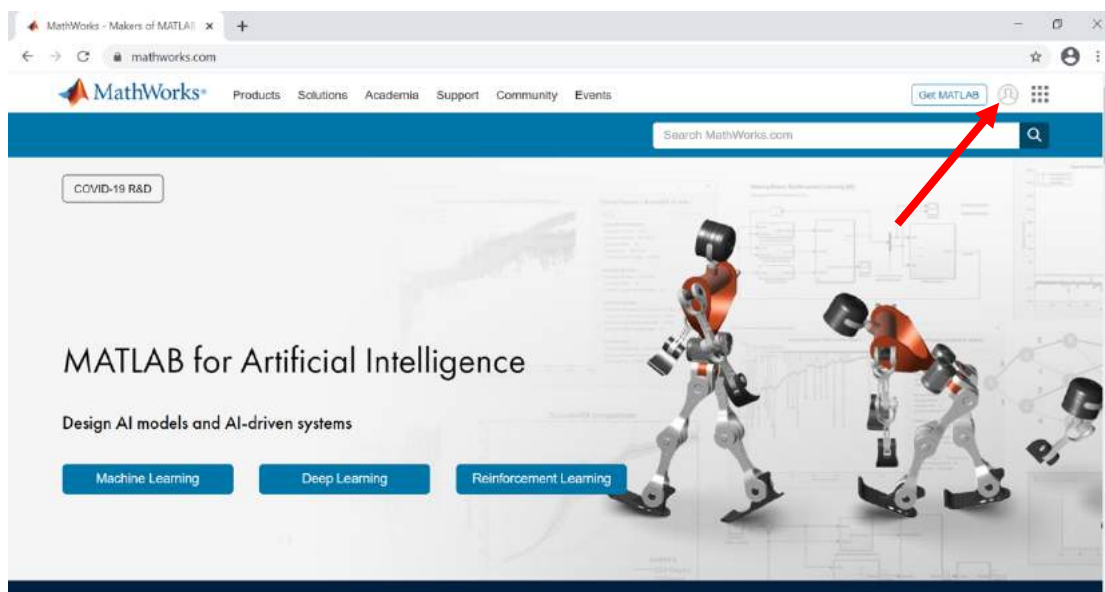 MathWorks - Makers of MATLAB
mathworks.com
MathWorks®
Products Solutions Academia Support Community Events
Get MATLAB
Search MathWorks.com
COVID-19 R&D
MATLAB for Artificial Intelligence
Design AI models and AI-driven systems
Machine Learning Deep Learning Reinforcement Learning